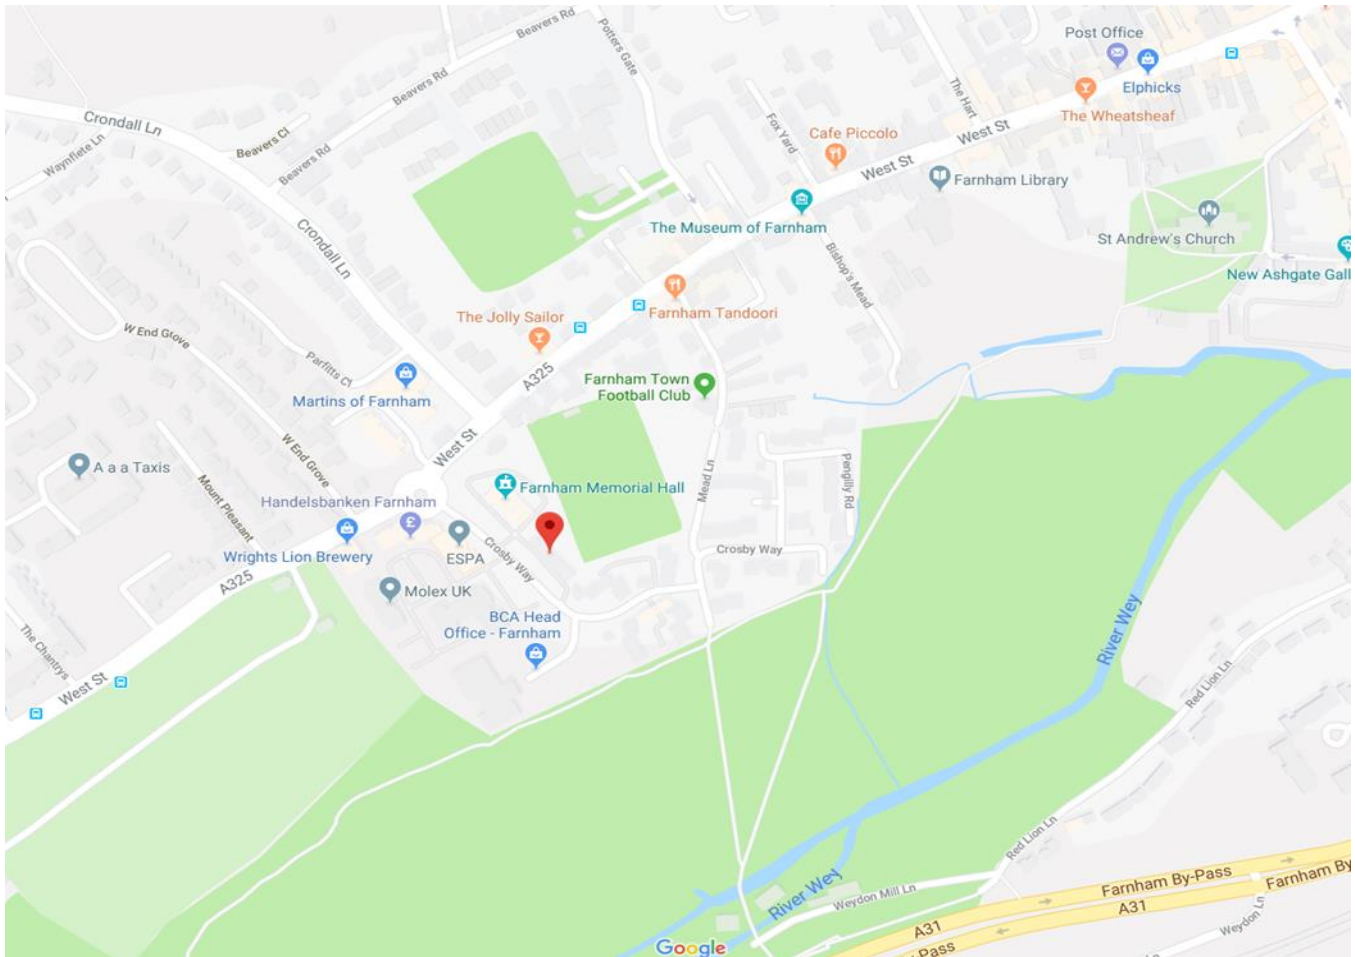 Beavers Rd
Potters Gate
Post Office
Elphicks
The Wheatsheaf
The Hart
West St
Crondall Ln
Waynflete Ln
Beavers Cl
Beavers Rd
Beavers Rd
Fox Yard
Cafe Piccolo
West St
Farnham Library
The Museum of Farnham
St Andrew's Church
New Ashgate Gall
Crondall Ln
Bishop's Mead
Farnham Tandoori
The Jolly Sailor
W End Grove
Parfitts Cl
A325
Farnham Town
Football Club
Martins of Farnham
West St
W End Grove
A a a Taxis
Mount Pleasant
Farnham Memorial Hall
Mead Ln
Pengilly Rd
Handelsbanken Farnham
Wrights Lion Brewery
ESPA
Crosby Way
Crosby Way
A325
Molex UK
BCA Head
Office - Farnham
The Chantrys
West St
River Wey
Red Lion Ln
Red Lion Ln
River Wey
Weydon Mill Ln
Farnham By-Pass
Farnham By
A31
A31
Weydon Ln
Google
Pass